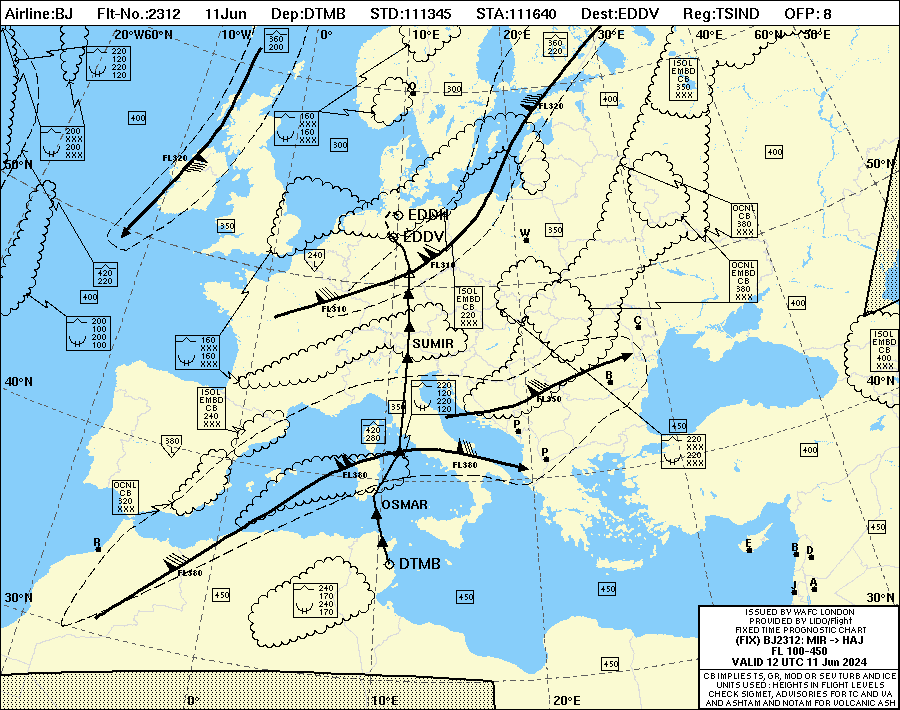 Airline:BJ Flt-No.:2312 11Jun Dep:DTMB STD:111345 STA:111640 Dest:EDDV Reg:TSIND OFP: 8
20°W60°N 10°W 0° 10°E 20°E 30°E 40°E 60°N 50°E
360
200
360
220
220
120
220
120
ISOL
EMBD
CB
350
XXX
O
300
400
FL320
400
160
XXX
160
XXX
200
XXX
200
XXX
300
400
FL320
50°N
50°N
OCNL
CB
380
XXX
EDDH
350
W
350
EDDV
240
L
FL310
420
220
OCNL
EMBD
CB
380
XXX
400
ISOL
EMBD
CB
220
XXX
400
FL310
200
100
200
100
C
160
XXX
160
XXX
SUMIR
ISOL
EMBD
CB
400
XXX
40°N
B
40°N
ISOL
EMBD
CB
240
XXX
220
120
220
120
350
FL350
P
450
420
280
380
L
220
XXX
220
XXX
400
P
FL380
FL380
OCNL
CB
320
XXX
OSMAR
450
R
E
B
D
DTMB
FL380
450
240
170
240
170
450
450
J
A
30°N
30°N
450
ISSUED BY WAFC LONDON
PROVIDED BY LIDO/Flight
FIXED TIME PROGNOSTIC CHART
(FIX) BJ2312: MIR -> HAJ
FL 100-450
VALID 12 UTC 11 Jun 2024
CB IMPLIES TS, GR, MOD OR SEV TURB AND ICE
UNITS USED : HEIGHTS IN FLIGHT LEVELS
CHECK SIGMET, ADVISORIES FOR TC AND VA
AND ASHTAM AND NOTAM FOR VOLCANIC ASH
0° 10°E 20°E